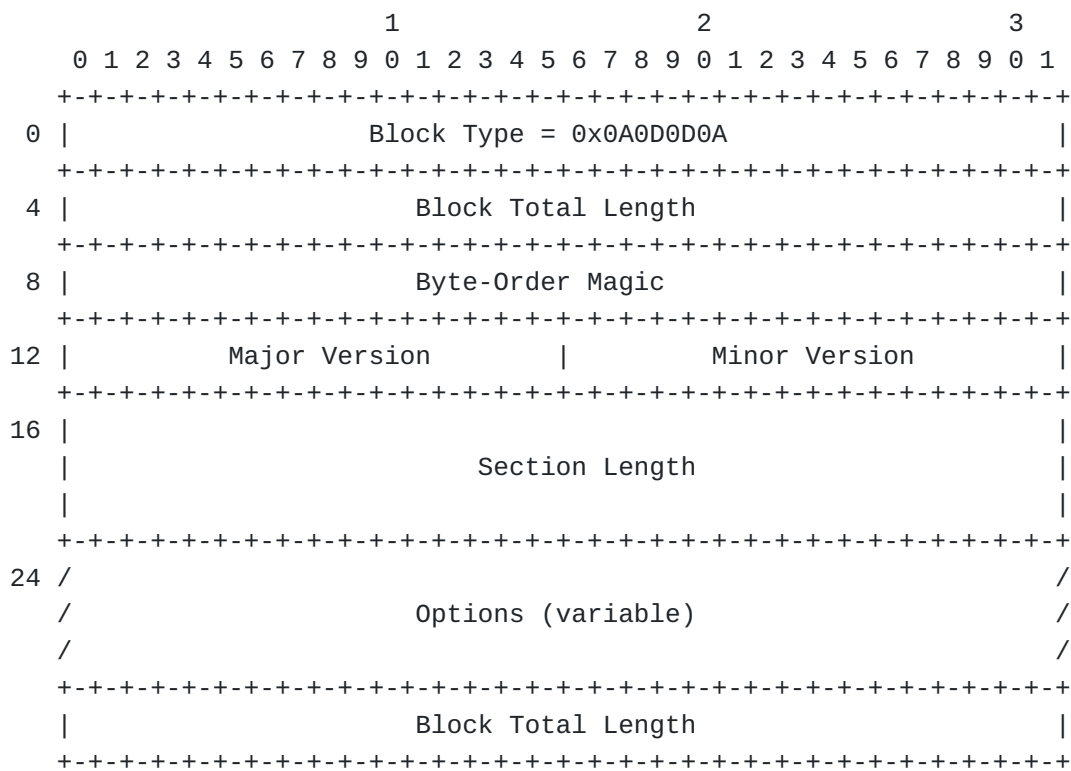 1                   2                   3
    0 1 2 3 4 5 6 7 8 9 0 1 2 3 4 5 6 7 8 9 0 1 2 3 4 5 6 7 8 9 0 1
   +-+-+-+-+-+-+-+-+-+-+-+-+-+-+-+-+-+-+-+-+-+-+-+-+-+-+-+-+-+-+-+-+
 0 |                   Block Type = 0x0A0D0D0A                     |
   +-+-+-+-+-+-+-+-+-+-+-+-+-+-+-+-+-+-+-+-+-+-+-+-+-+-+-+-+-+-+-+-+
 4 |                      Block Total Length                       |
   +-+-+-+-+-+-+-+-+-+-+-+-+-+-+-+-+-+-+-+-+-+-+-+-+-+-+-+-+-+-+-+-+
 8 |                      Byte-Order Magic                         |
   +-+-+-+-+-+-+-+-+-+-+-+-+-+-+-+-+-+-+-+-+-+-+-+-+-+-+-+-+-+-+-+-+
12 |          Major Version        |         Minor Version         |
   +-+-+-+-+-+-+-+-+-+-+-+-+-+-+-+-+-+-+-+-+-+-+-+-+-+-+-+-+-+-+-+-+
16 |                                                               |
   |                          Section Length                       |
   |                                                               |
   +-+-+-+-+-+-+-+-+-+-+-+-+-+-+-+-+-+-+-+-+-+-+-+-+-+-+-+-+-+-+-+-+
24 /                                                               /
   /                      Options (variable)                       /
   /                                                               /
   +-+-+-+-+-+-+-+-+-+-+-+-+-+-+-+-+-+-+-+-+-+-+-+-+-+-+-+-+-+-+-+-+
   |                      Block Total Length                       |
   +-+-+-+-+-+-+-+-+-+-+-+-+-+-+-+-+-+-+-+-+-+-+-+-+-+-+-+-+-+-+-+-+